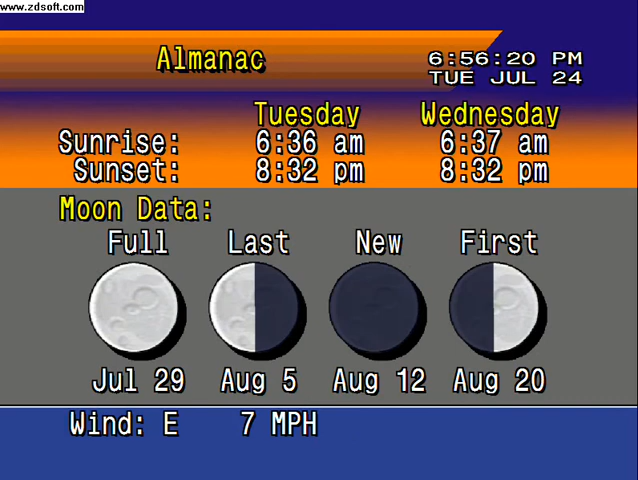 www.zdsoft.com
Almanac
6:56:20 PM
TUE JUL 24
Tuesday Wednesday
Sunrise: 6:36 am 6:37 am
Sunset: 8:32 pm 8:32 pm
Moon Data:
Full Last New First
Jul 29 Aug 5 Aug 12 Aug 20
Wind: E 7 MPH